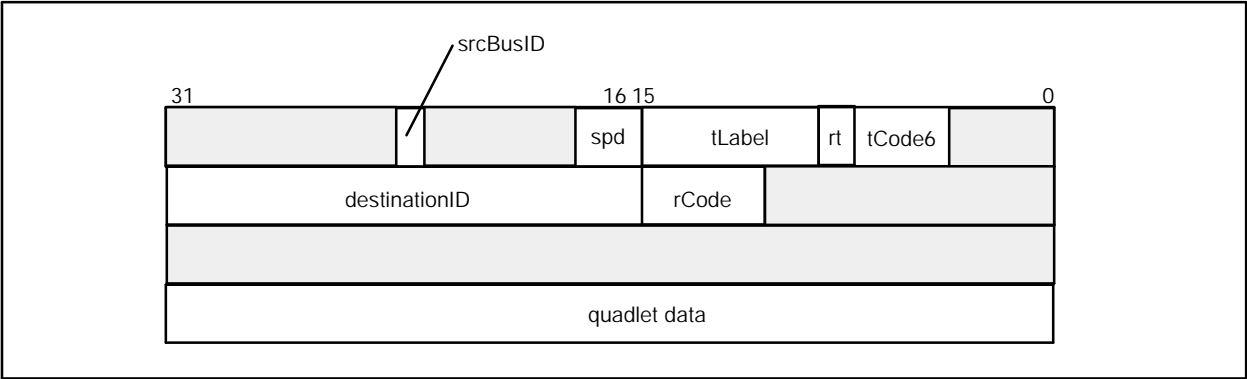 srcBusID
31 16 15 0
spd tLabel rt tCode6
destinationID rCode
quadlet data